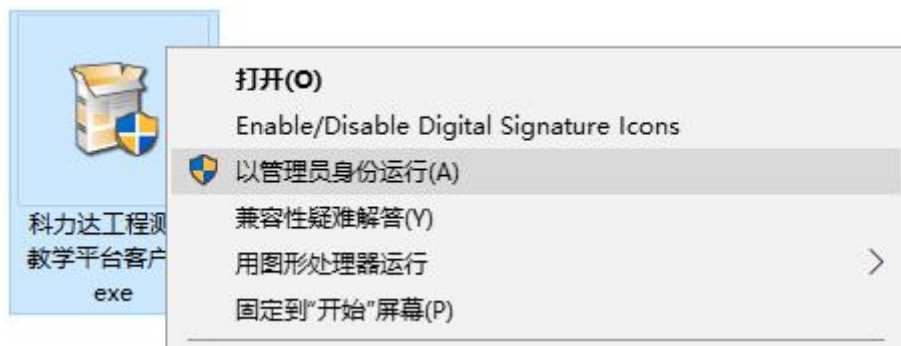 打开(O)
Enable/Disable Digital Signature Icons
以管理员身份运行(A)
兼容性疑难解答(Y)
用图形处理器运行
固定到“开始”屏幕(P)
科力达工程测
教学平台客户
exe